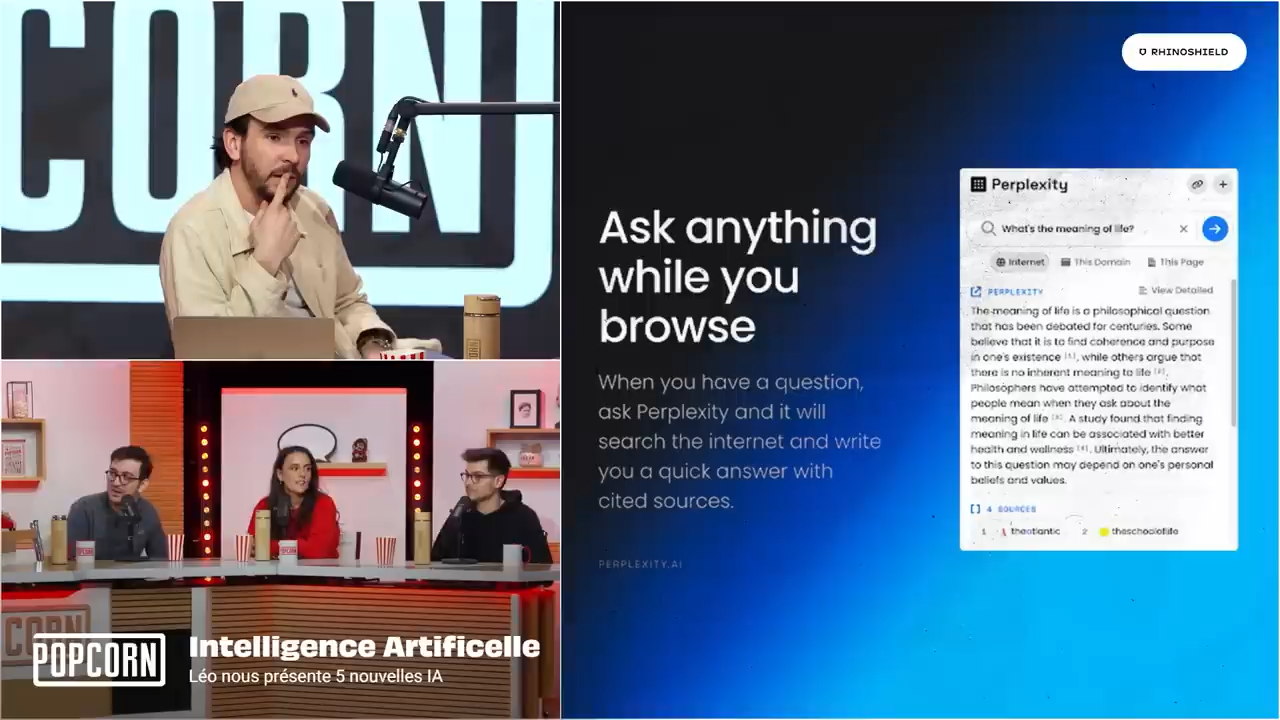 CORN
RHINOSHIELD
Ask anything
while you
browse
When you have a question,
ask Perplexity and it will
search the internet and write
you a quick answer with
cited sources.
PERPLEXITY.AI
Perplexity
What's the meaning of life?
Internet This Domain This Page
PERPLEXITY View Detailed
The meaning of life is a philosophical question
that has been debated for centuries. Some
believe that it is to find coherence and purpose
in one's existence [1], while others argue that
there is no inherent meaning to life [2].
Philosophers have attempted to identify what
people mean when they ask about the
meaning of life [3]. A study found that finding
meaning in life can be associated with better
health and wellness [4]. Ultimately, the answer
to this question may depend on one's personal
beliefs and values.
4 SOURCES
1 theatlantic 2 theschooloflife
CORN
POPCORN
Intelligence Artificelle
Léo nous présente 5 nouvelles IA